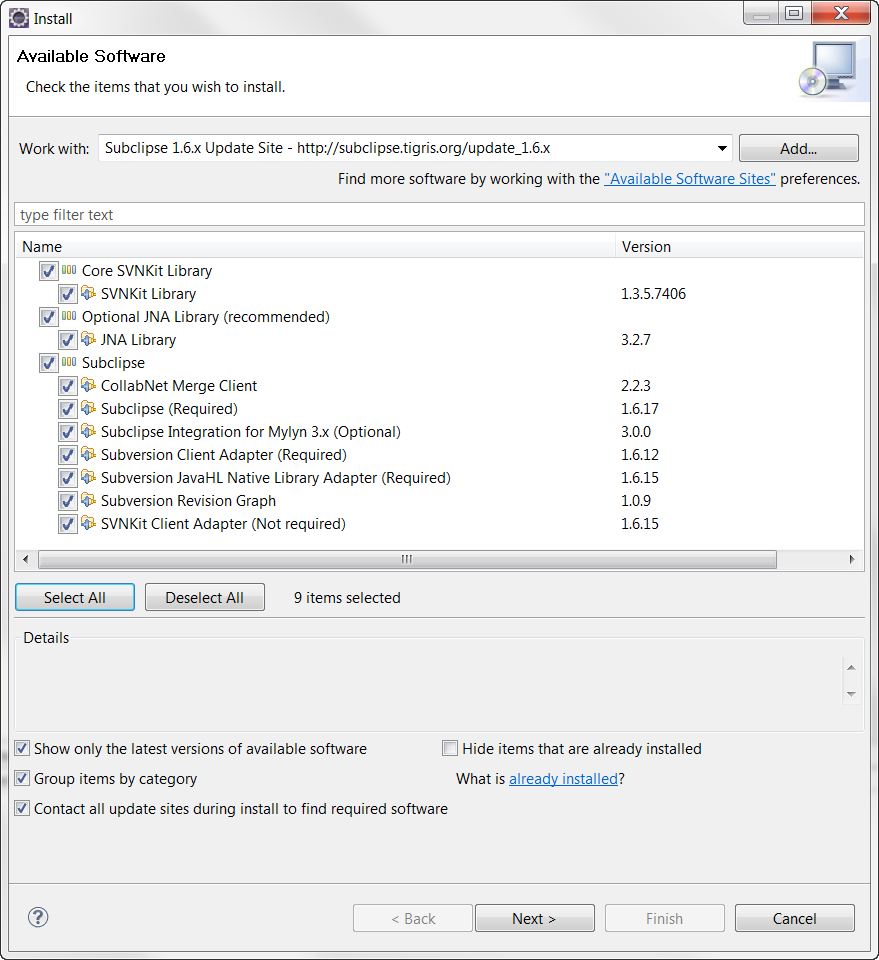 Install
Available Software
Check the items that you wish to install.
Work with: Subclipse 1.6.x Update Site - http://subclipse.tigris.org/update_1.6.x Add...
Find more software by working with the "Available Software Sites" preferences.
type filter text
Name Version
Core SVNKit Library
SVNKit Library 1.3.5.7406
Optional JNA Library (recommended)
JNA Library 3.2.7
Subclipse
CollabNet Merge Client 2.2.3
Subclipse (Required) 1.6.17
Subclipse Integration for Mylyn 3.x (Optional) 3.0.0
Subversion Client Adapter (Required) 1.6.12
Subversion JavaHL Native Library Adapter (Required) 1.6.15
Subversion Revision Graph 1.0.9
SVNKit Client Adapter (Not required) 1.6.15
Select All Deselect All 9 items selected
Details
Show only the latest versions of available software Hide items that are already installed
Group items by category What is already installed?
Contact all update sites during install to find required software
? < Back Next > Finish Cancel